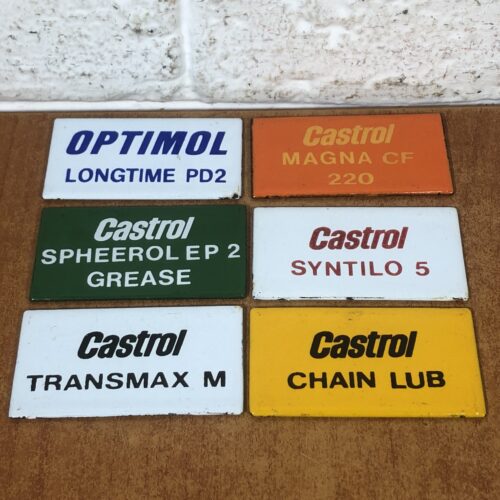 OPTIMOL
LONGTIME PD2
Castrol
MAGNA CF
220
Castrol
SPHEEROL EP 2
GREASE
Castrol
SYNTILO 5
Castrol
TRANSMAX M
Castrol
CHAIN LUB